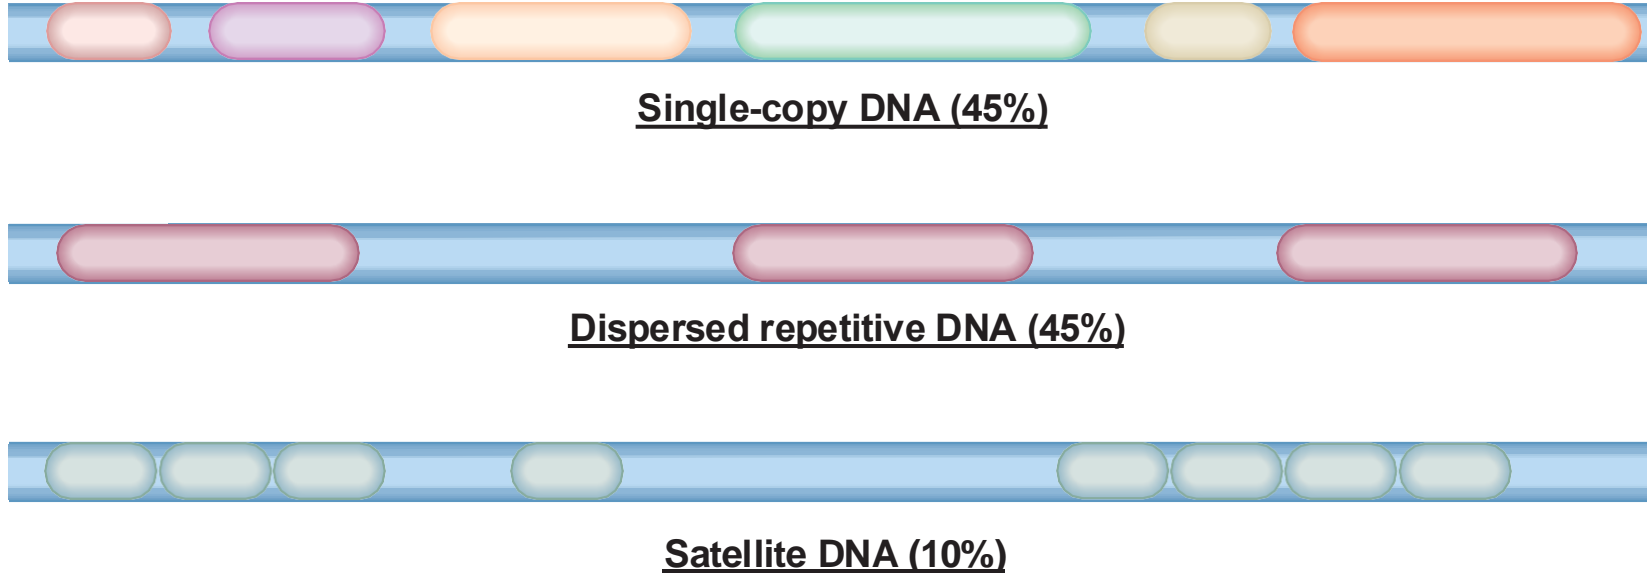 Single-copy DNA (45%)
Dispersed repetitive DNA (45%)
Satellite DNA (10%)